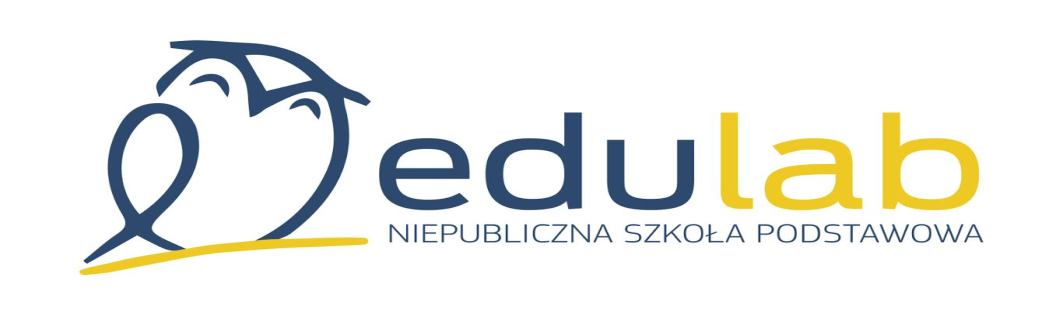 edulab
NIEPUBLICZNA SZKOŁA PODSTAWOWA